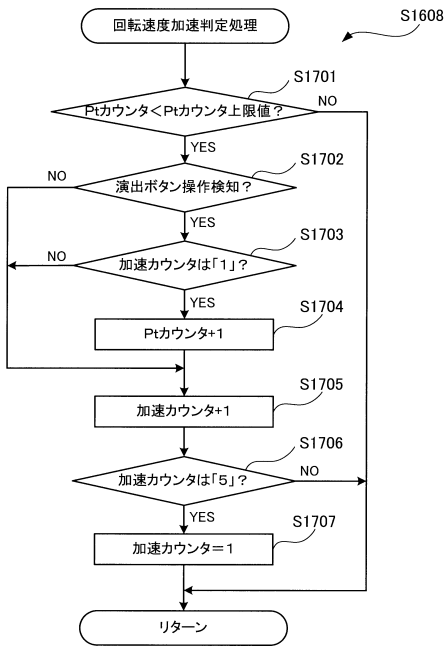 回転速度加速判定処理
S1608
S1701
Ptカウンタ＜Ptカウンタ上限値？
NO
YES
S1702
NO
演出ボタン操作検知？
YES
S1703
NO
加速カウンタは「１」？
YES
S1704
Ptカウンタ+1
S1705
加速カウンタ+1
S1706
加速カウンタは「５」？
NO
YES
S1707
加速カウンタ＝1
リターン